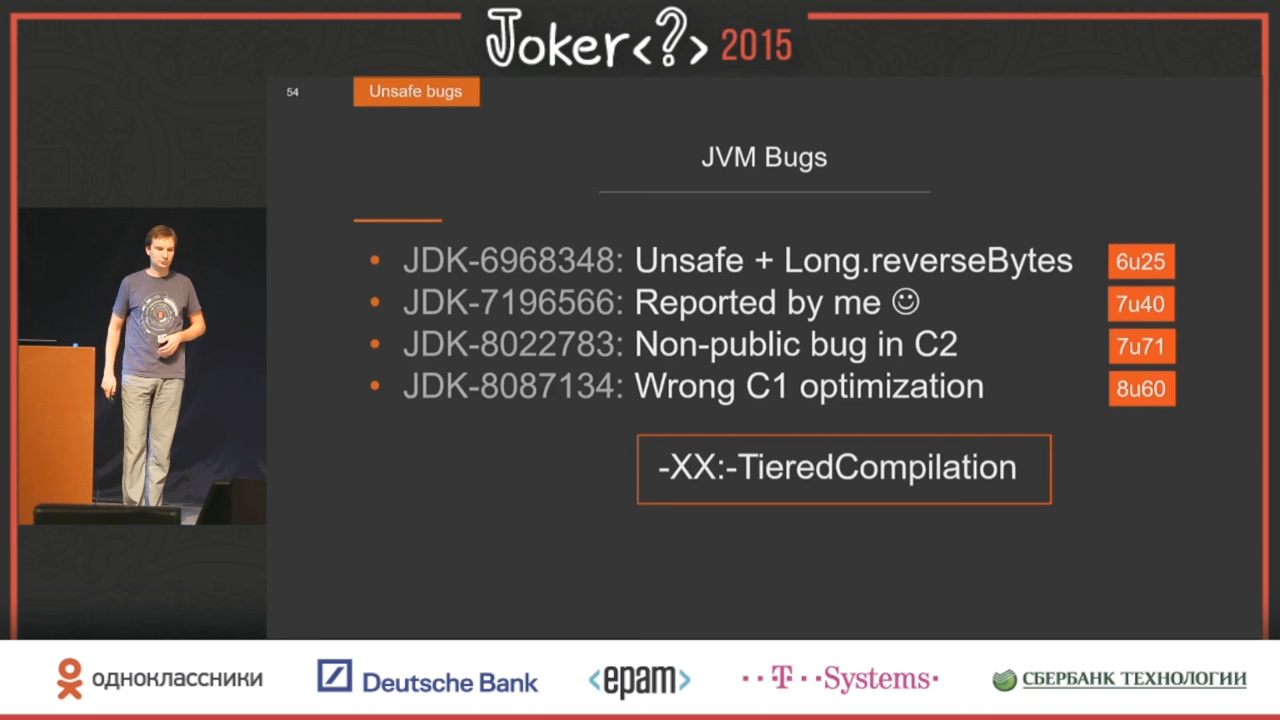 Joker<?> 2015
54
Unsafe bugs
JVM Bugs
• JDK-6968348: Unsafe + Long.reverseBytes 6u25
• JDK-7196566: Reported by me ☺ 7u40
• JDK-8022783: Non-public bug in C2 7u71
• JDK-8087134: Wrong C1 optimization 8u60
-XX:-TieredCompilation
одноклассники Deutsche Bank <epam> ··T··Systems· СБЕРБАНК ТЕХНОЛОГИИ